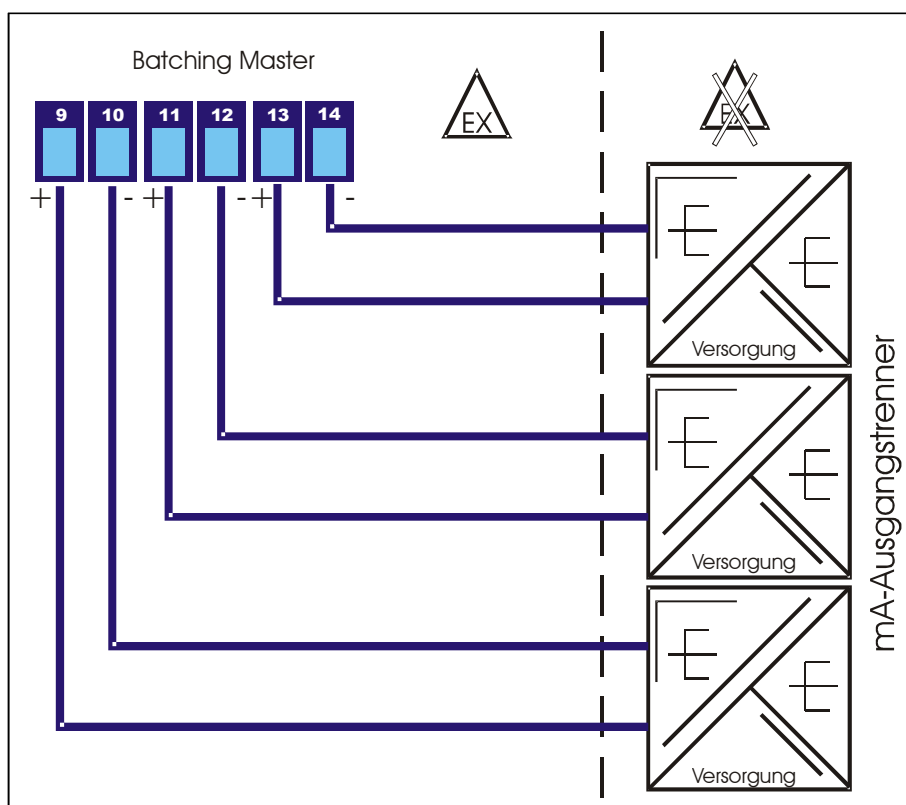 Batching Master
9 10 11 12 13 14
+ - + - + -
EX
EX
Versorgung
Versorgung
Versorgung
mA-Ausgangstrenner